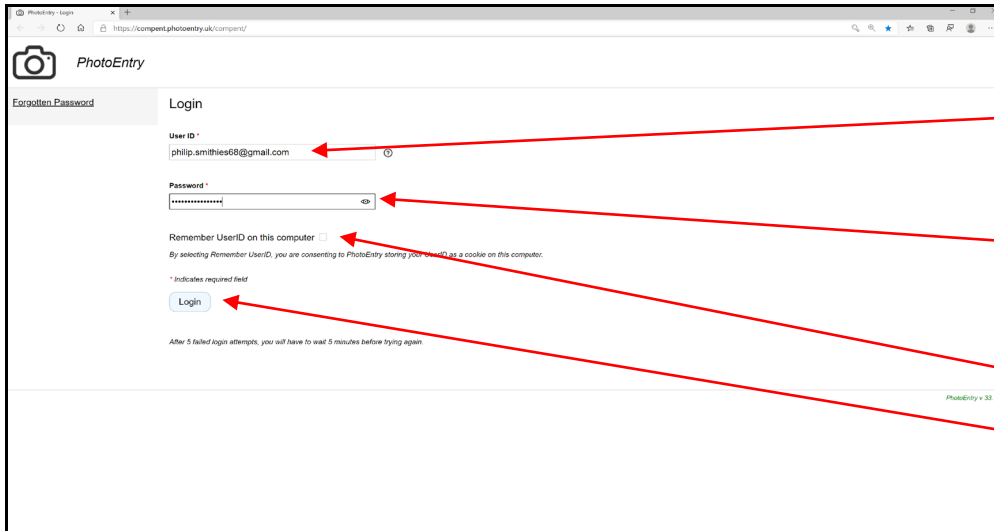 PhotoEntry - Login
https://compent.photoentry.uk/compent/
PhotoEntry
Forgotten Password
Login
User ID *
philip.smithies68@gmail.com
Password *
••••••••••••••••
Remember UserID on this computer
By selecting Remember UserID, you are consenting to PhotoEntry storing your UserID as a cookie on this computer.
* Indicates required field
Login
After 5 failed login attempts, you will have to wait 5 minutes before trying again.
PhotoEntry v 33.